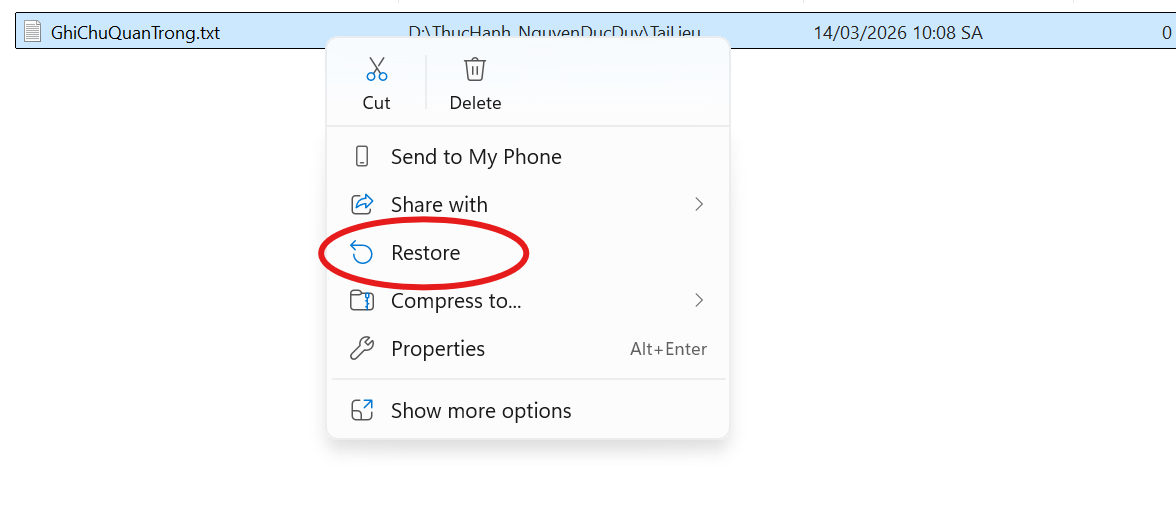 GhiChuQuanTrong.txt D:\ThucHanh_NguyenDucDuy\TaiLieu 14/03/2026 10:08 SA 0
Cut Delete
Send to My Phone
Share with
Restore
Compress to...
Properties Alt+Enter
Show more options